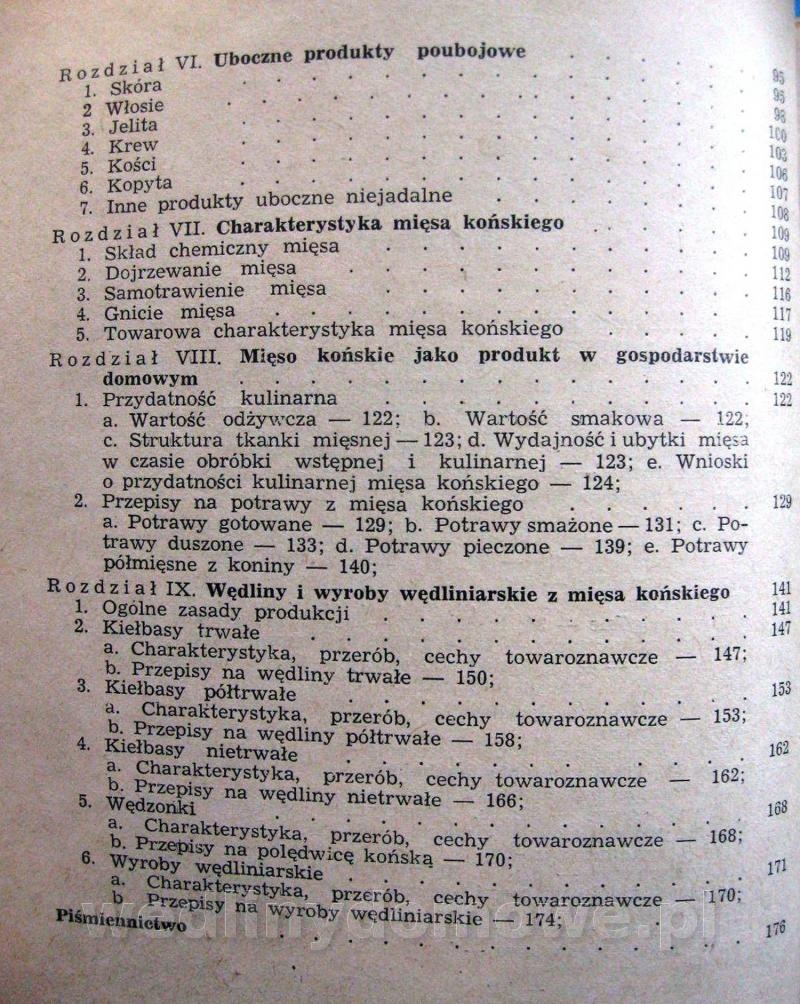 Rozdział VI. Uboczne produkty poubojowe . . . . . 95
1. Skóra . . . . . . . . . . 95
2 Włosie . . . . . . . . . . 98
3. Jelita . . . . . . . . . . 100
4. Krew . . . . . . . . . . 103
5. Kości . . . . . . . . . . 106
6. Kopyta . . . . . . . . . . 107
7. Inne produkty uboczne niejadalne . . . . . . 108
Rozdział VII. Charakterystyka mięsa końskiego . . . . . 109
1. Skład chemiczny mięsa . . . . . . . . . 109
2. Dojrzewanie mięsa . . . . . . . . . . 112
3. Samotrawienie mięsa . . . . . . . . . 116
4. Gnicie mięsa . . . . . . . . . . . 117
5. Towarowa charakterystyka mięsa końskiego . . . . . 119
Rozdział VIII. Mięso końskie jako produkt w gospodarstwie
domowym . . . . . . . . . . . . . 122
1. Przydatność kulinarna . . . . . . . . . 122
a. Wartość odżywcza — 122; b. Wartość smakowa — 122,
c. Struktura tkanki mięsnej — 123; d. Wydajność i ubytki mięsa
w czasie obróbki wstępnej i kulinarnej — 123; e. Wnioski
o przydatności kulinarnej mięsa końskiego — 124;
2. Przepisy na potrawy z mięsa końskiego . . . . . . 129
a. Potrawy gotowane — 129; b. Potrawy smażone — 131; c. Po-
trawy duszone — 133; d. Potrawy pieczone — 139; e. Potrawy
półmięsne z koniny — 140;
Rozdział IX. Wędliny i wyroby wędliniarskie z mięsa końskiego 141
1. Ogólne zasady produkcji . . . . . . . . . 141
2. Kiełbasy trwałe . . . . . . . . . . . 147
a. Charakterystyka, przerób, cechy towaroznawcze — 147;
b. Przepisy na wędliny trwałe — 150;
3. Kiełbasy półtrwałe . . . . . . . . . . 153
a. Charakterystyka, przerób, cechy towaroznawcze — 153;
b. Przepisy na wędliny półtrwałe — 158;
4. Kiełbasy nietrwałe . . . . . . . . . . 162
a. Charakterystyka, przerób, cechy towaroznawcze — 162;
b. Przepisy na wędliny nietrwałe — 166;
5. Wędzonki . . . . . . . . . . . . 168
a. Charakterystyka, przerób, cechy towaroznawcze — 168;
b. Przepisy na polędwicę końską — 170;
6. Wyroby wędliniarskie . . . . . . . . . 171
a. Charakterystyka, przerób, cechy towaroznawcze — 170;
b Przepisy na wyroby wędliniarskie — 174;
Piśmiennictwo . . . . . . . . . . . . 176
wedlinydomowe.pl